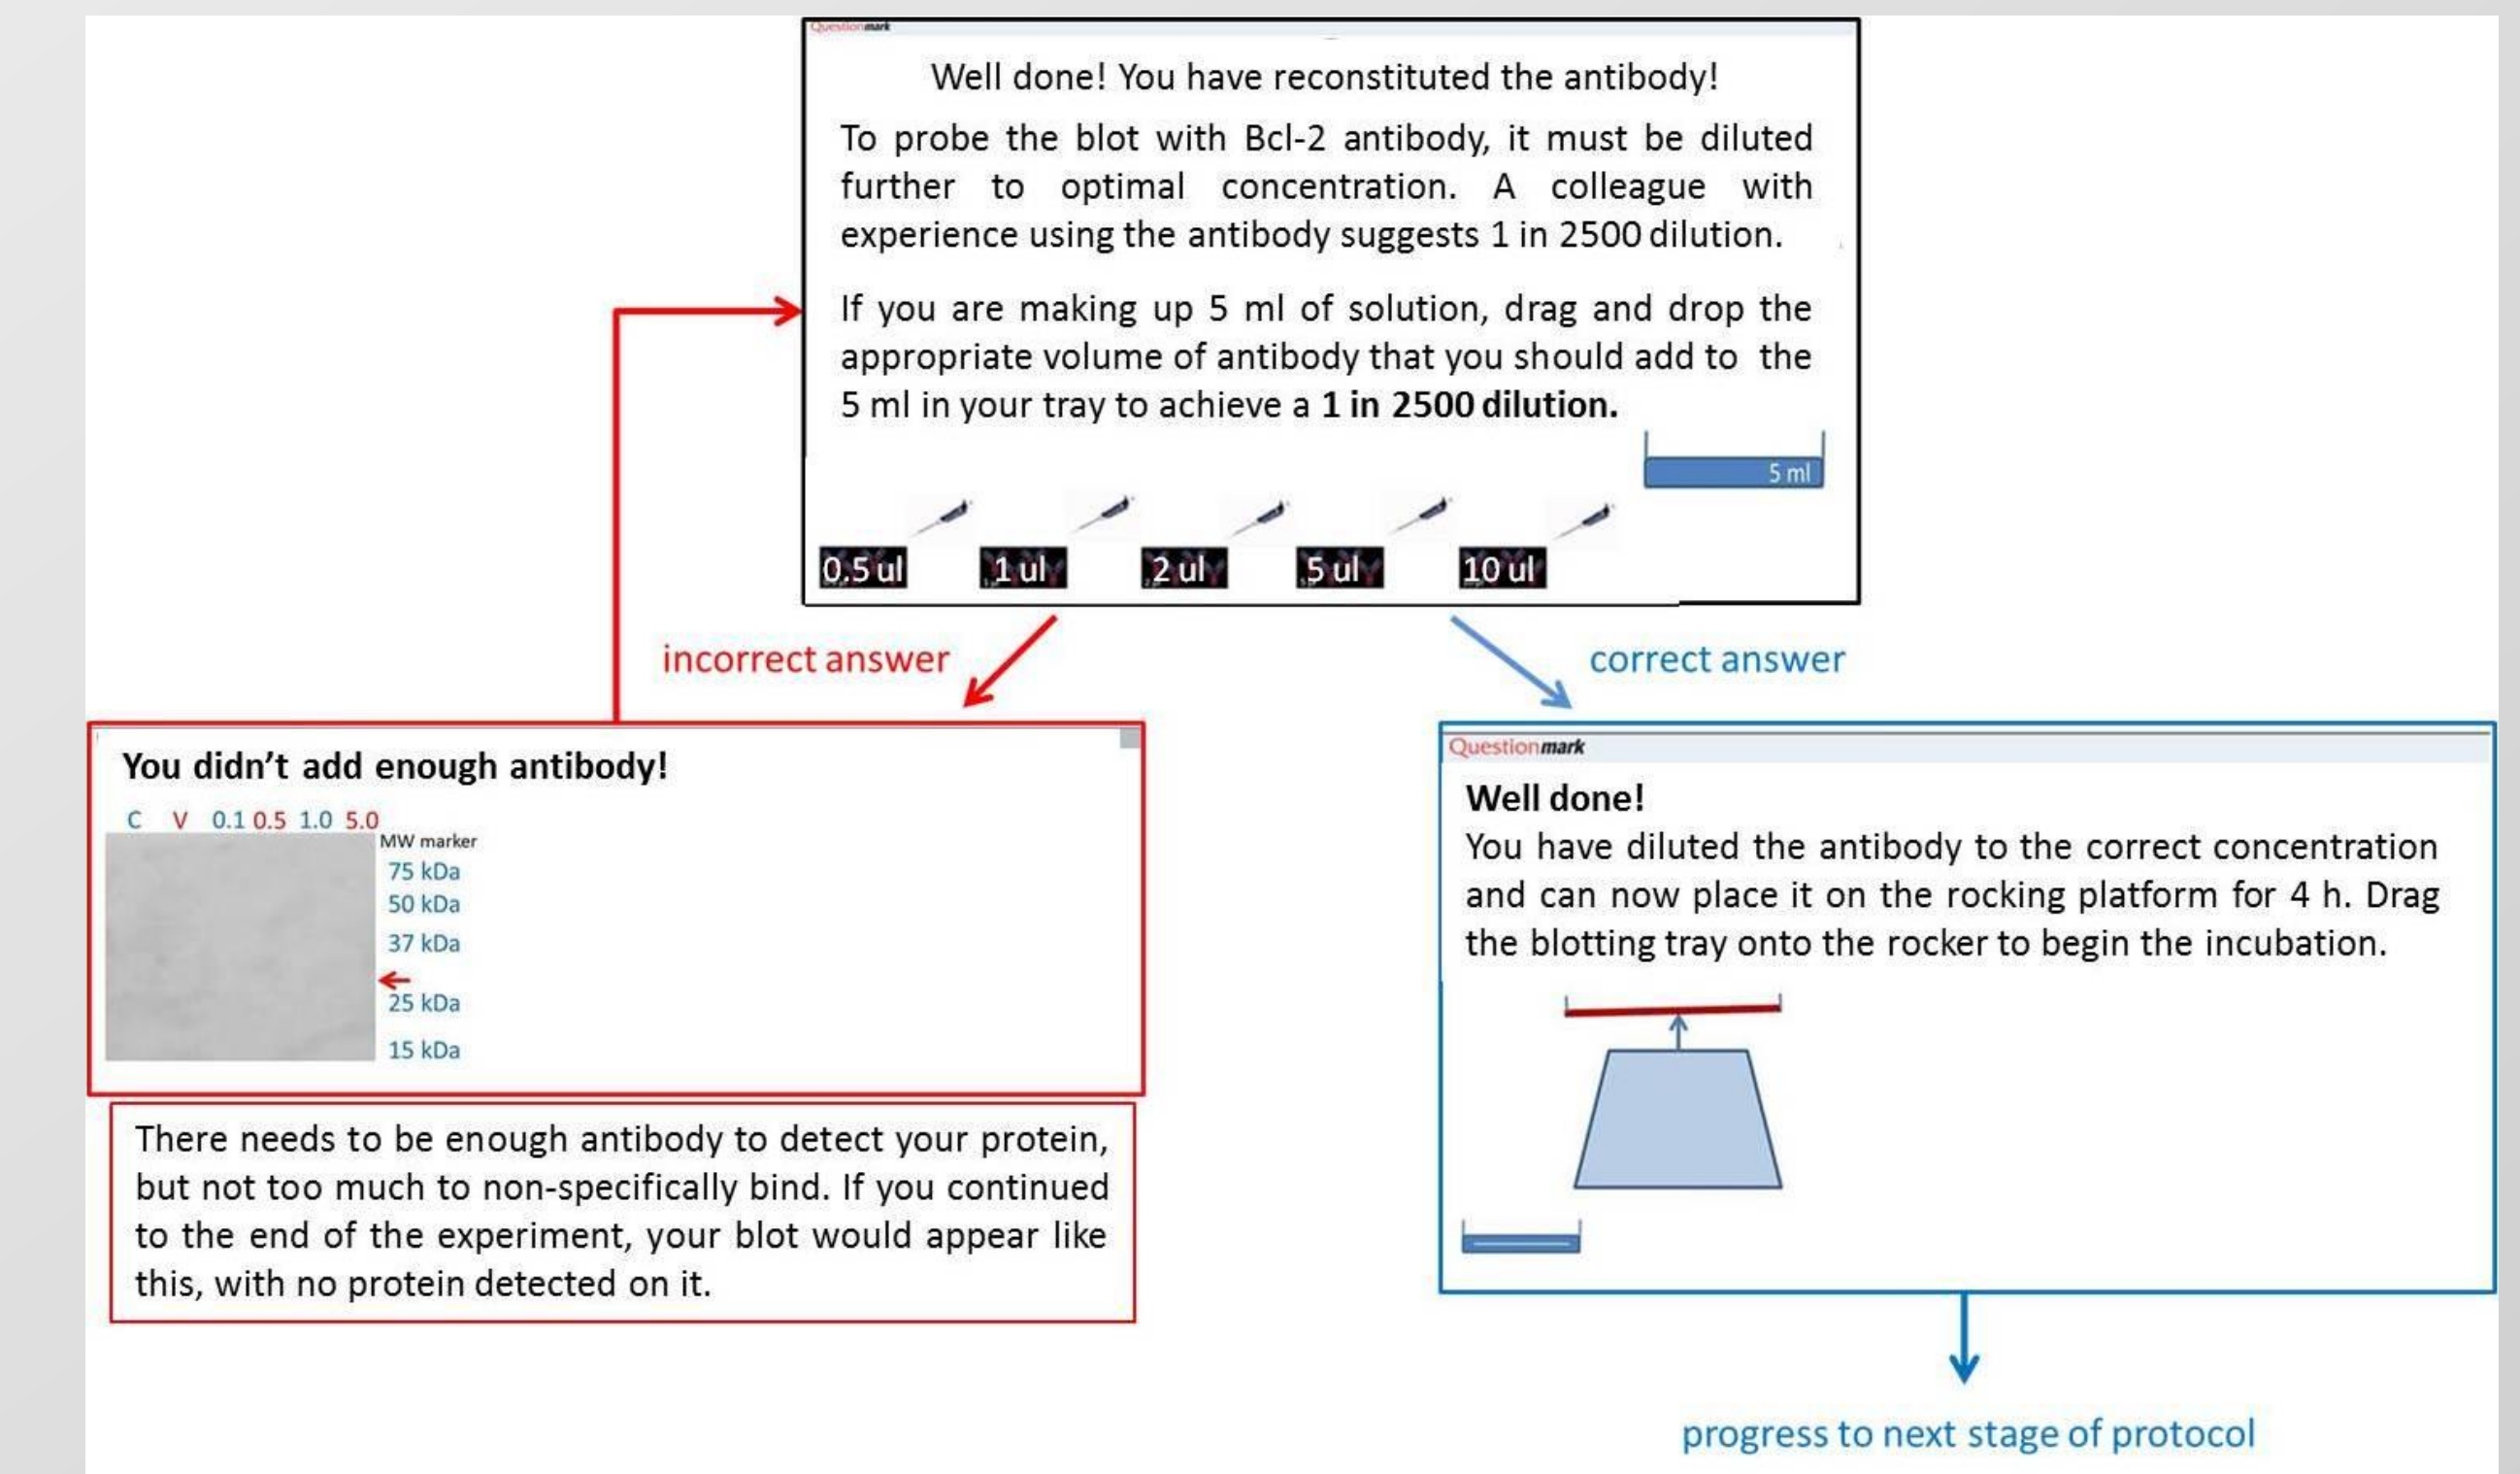 Questionmark
Well done! You have reconstituted the antibody!
To probe the blot with Bcl-2 antibody, it must be diluted
further to optimal concentration. A colleague with
experience using the antibody suggests 1 in 2500 dilution.
If you are making up 5 ml of solution, drag and drop the
appropriate volume of antibody that you should add to the
5 ml in your tray to achieve a 1 in 2500 dilution.
5 ml
0.5 ul 1 ul 2 ul 5 ul 10 ul
incorrect answer
correct answer
You didn't add enough antibody!
C V 0.1 0.5 1.0 5.0
MW marker
75 kDa
50 kDa
37 kDa
25 kDa
15 kDa
There needs to be enough antibody to detect your protein,
but not too much to non-specifically bind. If you continued
to the end of the experiment, your blot would appear like
this, with no protein detected on it.
Questionmark
Well done!
You have diluted the antibody to the correct concentration
and can now place it on the rocking platform for 4 h. Drag
the blotting tray onto the rocker to begin the incubation.
progress to next stage of protocol